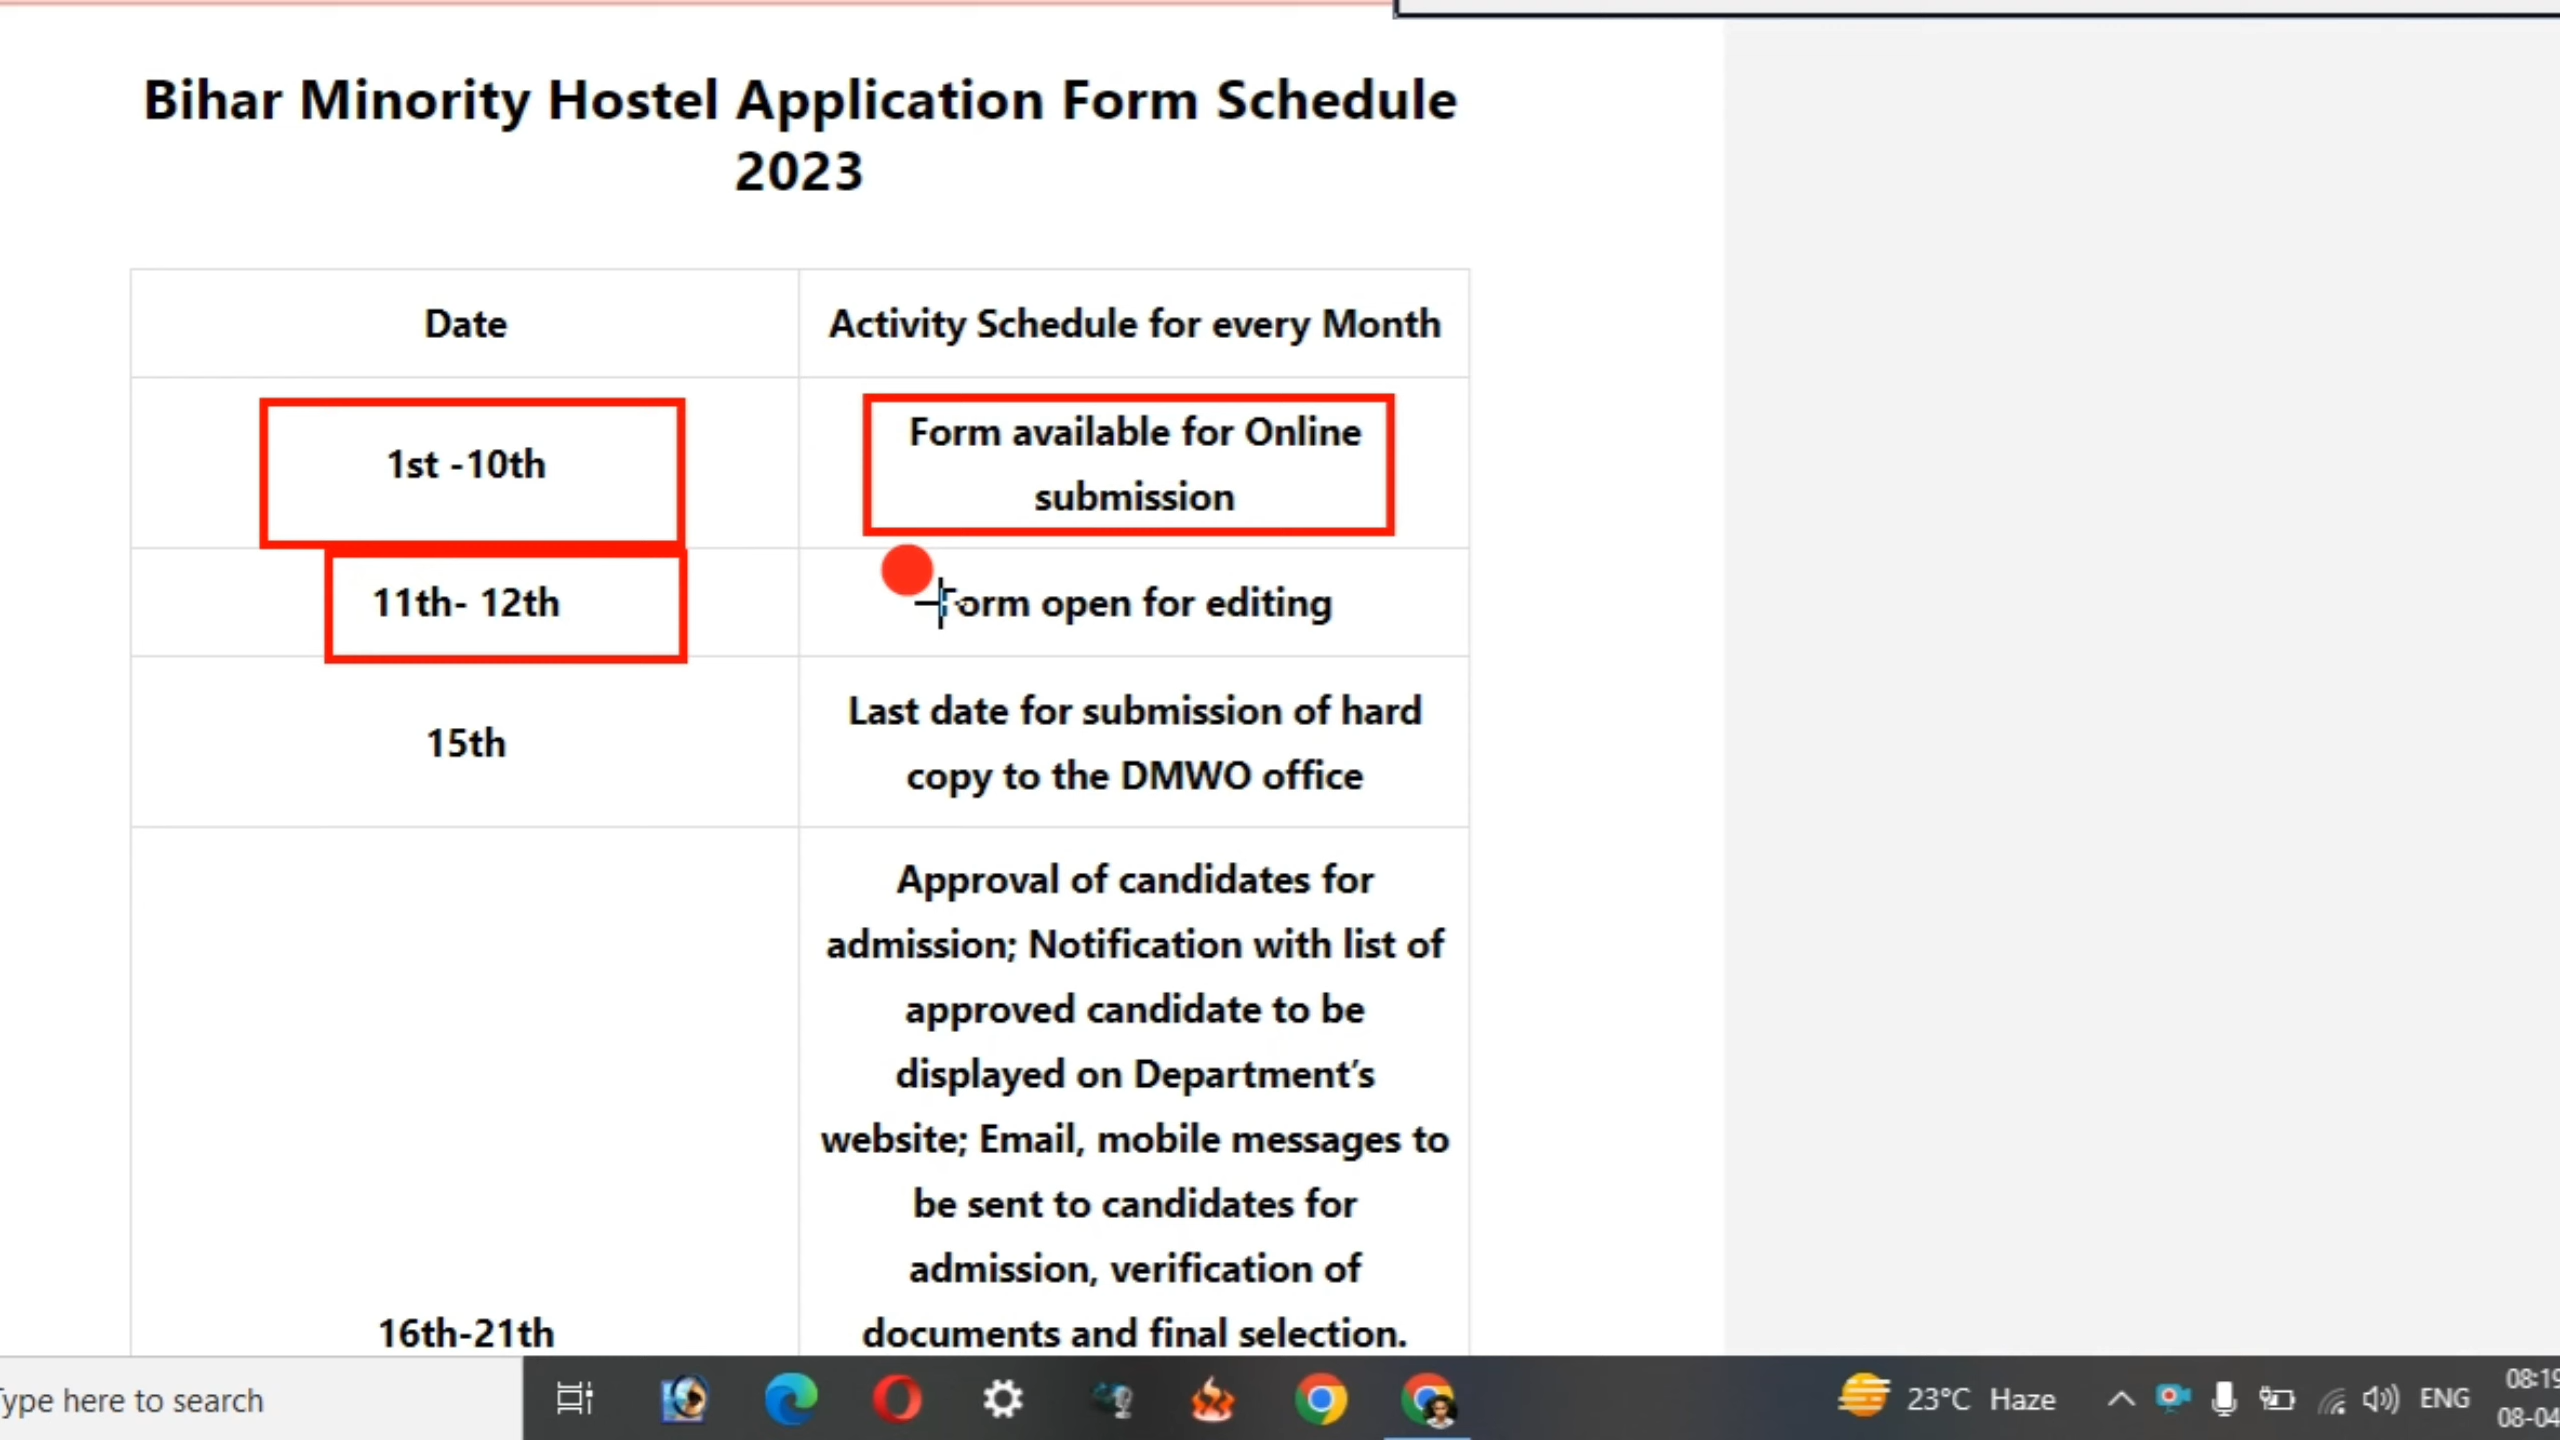 Bihar Minority Hostel Application Form Schedule
2023
Date
Activity Schedule for every Month
1st -10th
Form available for Online
submission
11th- 12th
Form open for editing
15th
Last date for submission of hard
copy to the DMWO office
16th-21th
Approval of candidates for
admission; Notification with list of
approved candidate to be
displayed on Department’s
website; Email, mobile messages to
be sent to candidates for
admission, verification of
documents and final selection.
Type here to search
23°C Haze
ENG
08:19
08-04